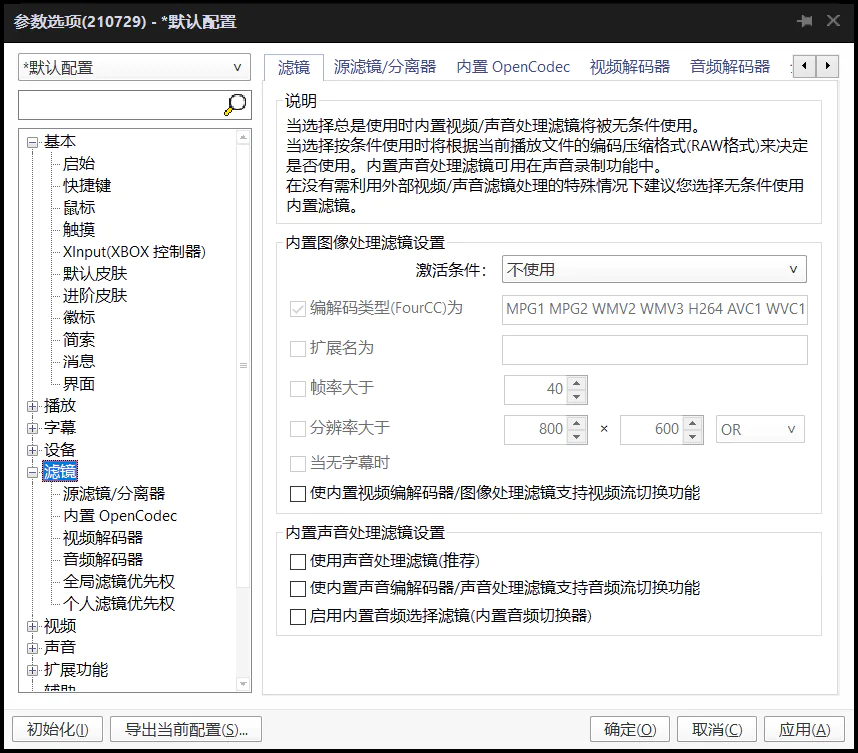 参数选项(210729) - *默认配置
*默认配置
滤镜 源滤镜/分离器 内置 OpenCodec 视频解码器 音频解码器
基本
启始
快捷键
鼠标
触摸
XInput(XBOX 控制器)
默认皮肤
进阶皮肤
徽标
简索
消息
界面
播放
字幕
设备
滤镜
源滤镜/分离器
内置 OpenCodec
视频解码器
音频解码器
全局滤镜优先权
个人滤镜优先权
视频
声音
扩展功能
辅助
说明
当选择总是使用时内置视频/声音处理滤镜将被无条件使用。
当选择按条件使用时将根据当前播放文件的编码压缩格式(RAW格式)来决定
是否使用。内置声音处理滤镜可用在声音录制功能中。
在没有需利用外部视频/声音滤镜处理的特殊情况下建议您选择无条件使用
内置滤镜。
内置图像处理滤镜设置
激活条件： 不使用
编解码类型(FourCC)为 MPG1 MPG2 WMV2 WMV3 H264 AVC1 WVC1
扩展名为
帧率大于 40
分辨率大于 800 × 600 OR
当无字幕时
使内置视频编解码器/图像处理滤镜支持视频流切换功能
内置声音处理滤镜设置
使用声音处理滤镜(推荐)
使内置声音编解码器/声音处理滤镜支持音频流切换功能
启用内置音频选择滤镜(内置音频切换器)
初始化(I) 导出当前配置(S)... 确定(O) 取消(C) 应用(A)